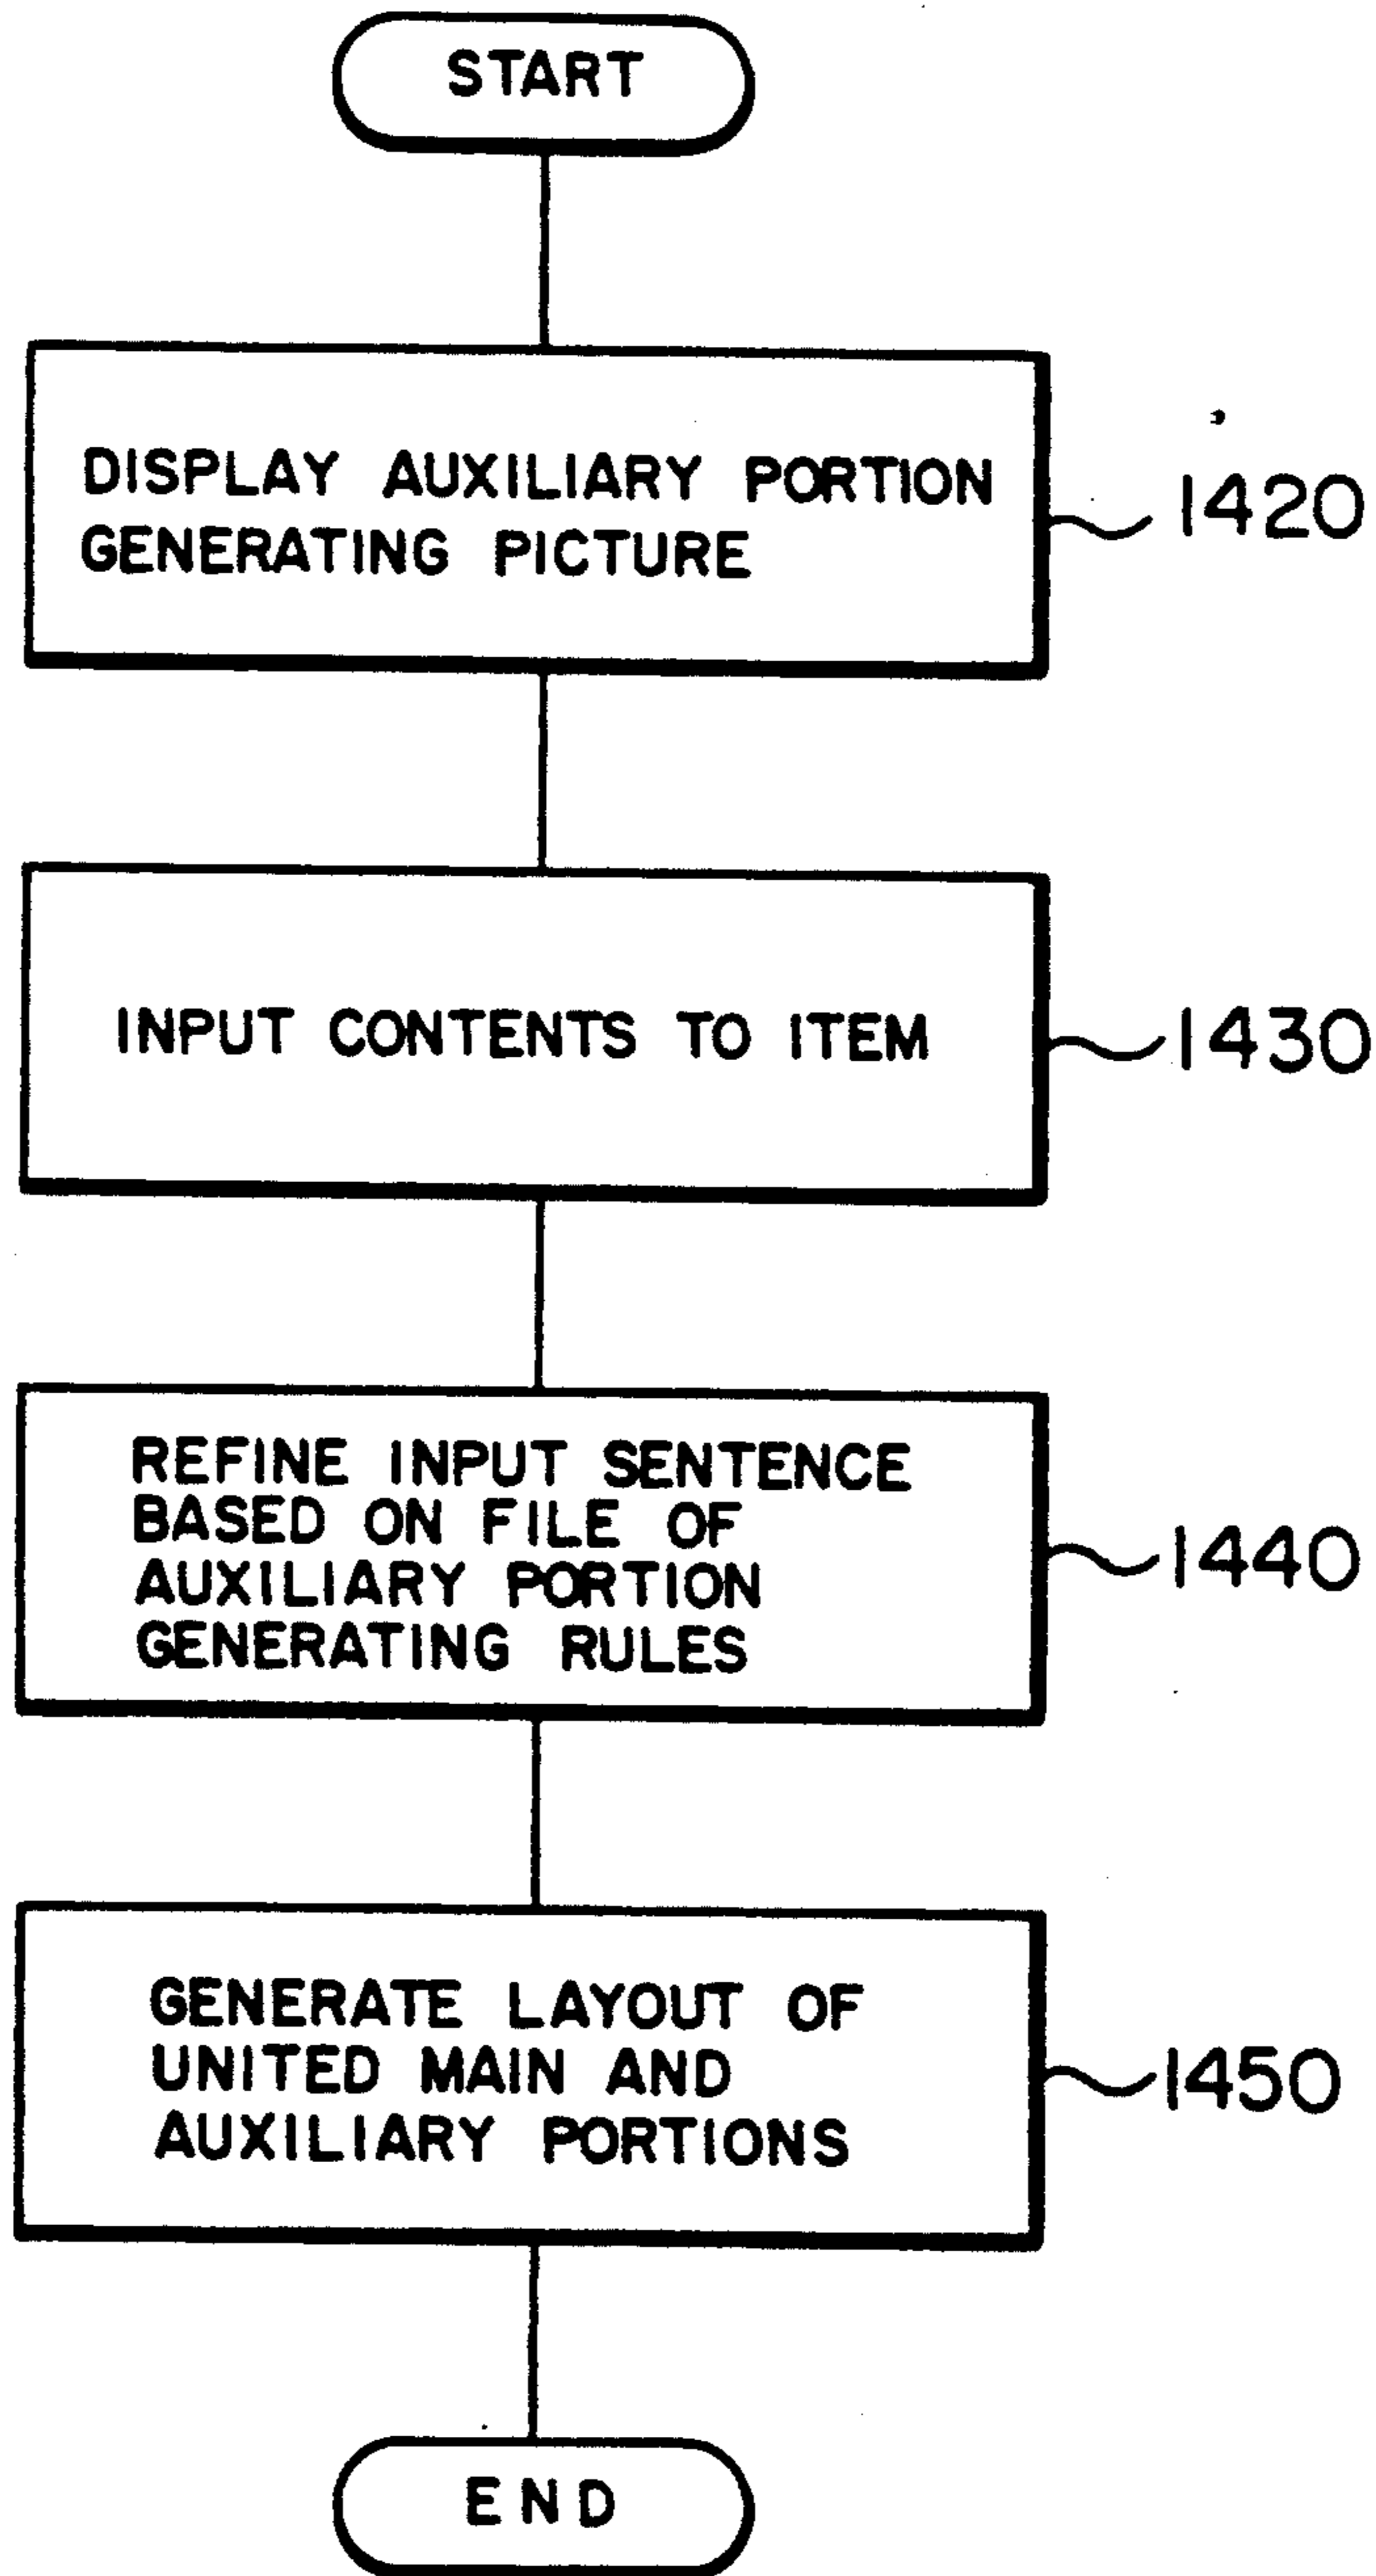 START
DISPLAY AUXILIARY PORTION
GENERATING PICTURE
1420
INPUT CONTENTS TO ITEM
1430
REFINE INPUT SENTENCE
BASED ON FILE OF
AUXILIARY PORTION
GENERATING RULES
1440
GENERATE LAYOUT OF
UNITED MAIN AND
AUXILIARY PORTIONS
1450
END